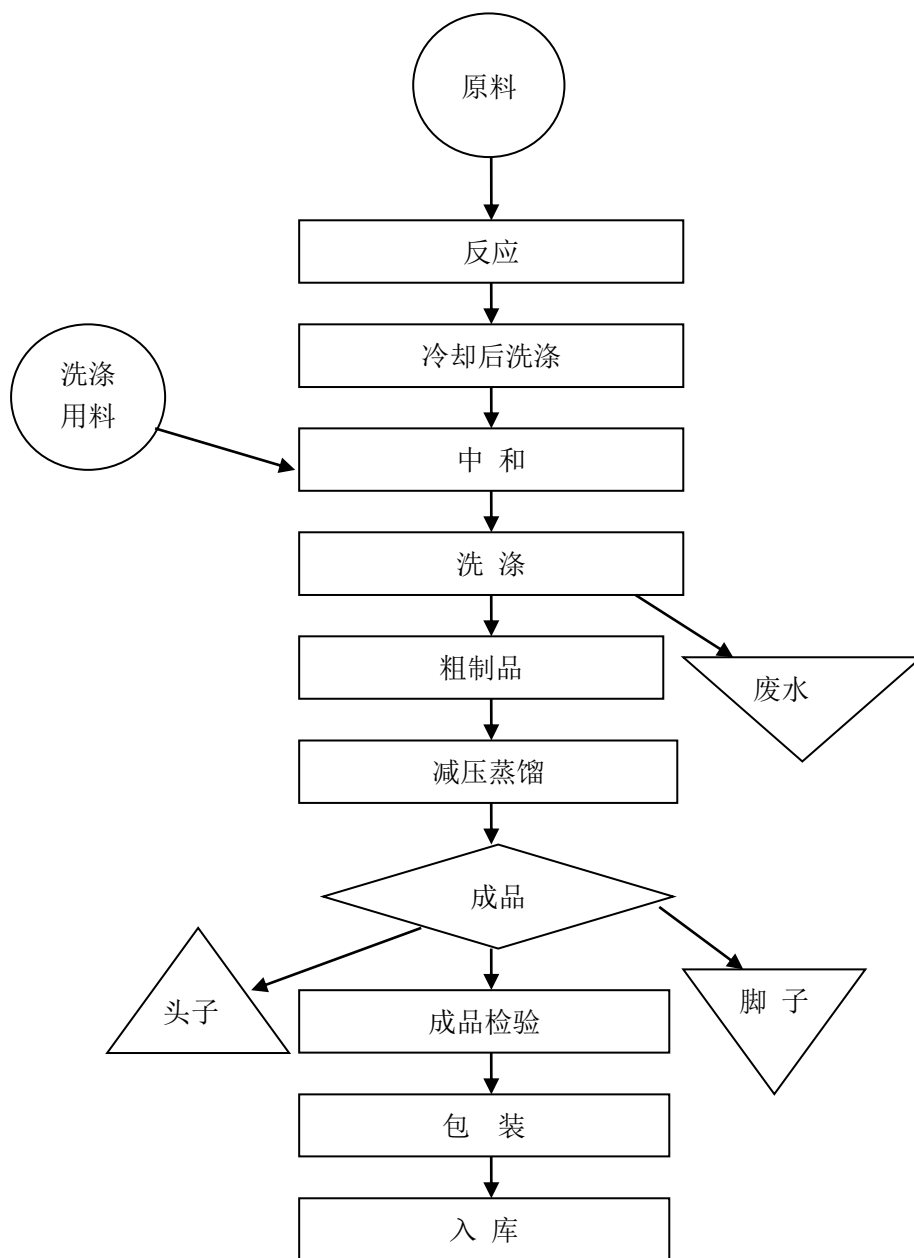 原料
反应
冷却后洗涤
洗涤
用料
中 和
洗 涤
粗制品
废水
减压蒸馏
成品
头子
成品检验
脚 子
包 装
入 库